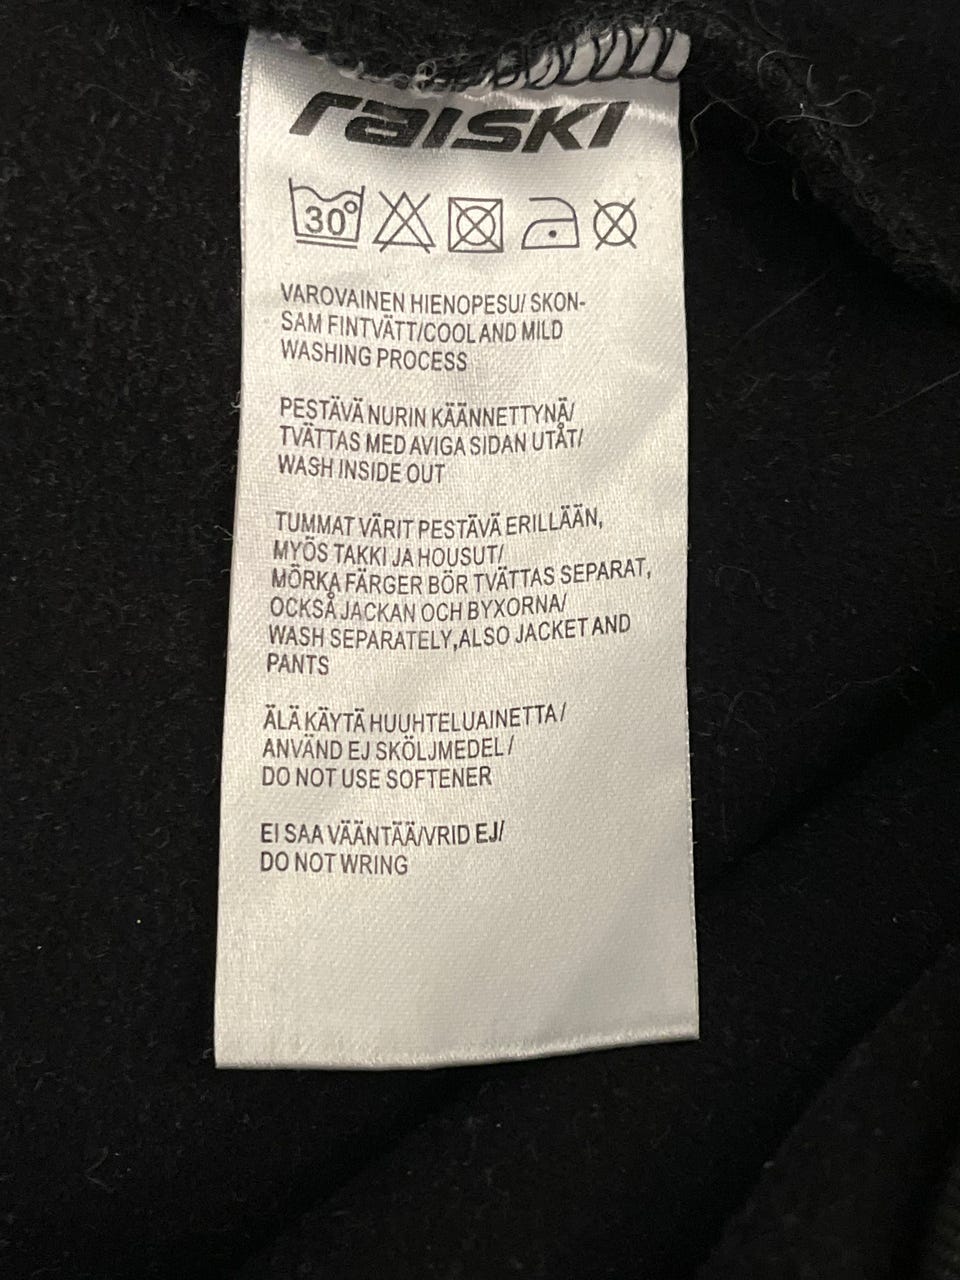 raiSKI
30°
VAROVAINEN HIENOPESU/ SKON-
SAM FINTVÄTT/COOL AND MILD
WASHING PROCESS
PESTÄVÄ NURIN KÄÄNNETTYNÄ/
TVÄTTAS MED AVIGA SIDAN UTÅT/
WASH INSIDE OUT
TUMMAT VÄRIT PESTÄVÄ ERILLÄÄN,
MYÖS TAKKI JA HOUSUT/
MÖRKA FÄRGER BÖR TVÄTTAS SEPARAT,
OCKSÅ JACKAN OCH BYXORNA/
WASH SEPARATELY,ALSO JACKET AND
PANTS
ÄLÄ KÄYTÄ HUUHTELUAINETTA/
ANVÄND EJ SKÖLJMEDEL/
DO NOT USE SOFTENER
EI SAA VÄÄNTÄÄ/VRID EJ/
DO NOT WRING